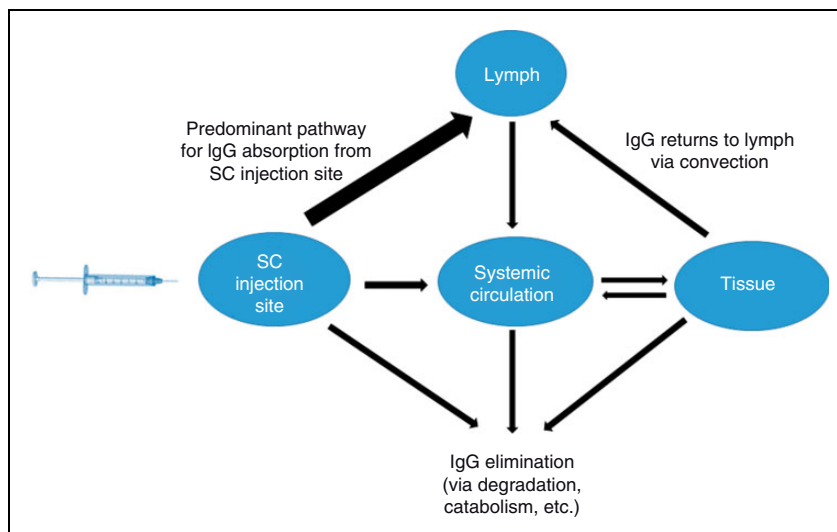 Lymph
Predominant pathway
for IgG absorption from
SC injection site
IgG returns to lymph
via convection
SC
injection
site
Systemic
circulation
Tissue
IgG elimination
(via degradation,
catabolism, etc.)